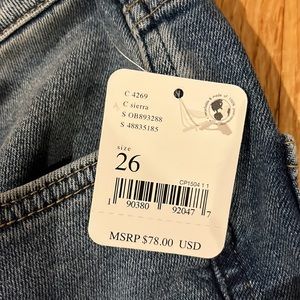 C 4269
C sierra
S OB893288
S 48835185
size
26
CP1504 1 1
1 90380 92047 7
MSRP $78.00 USD